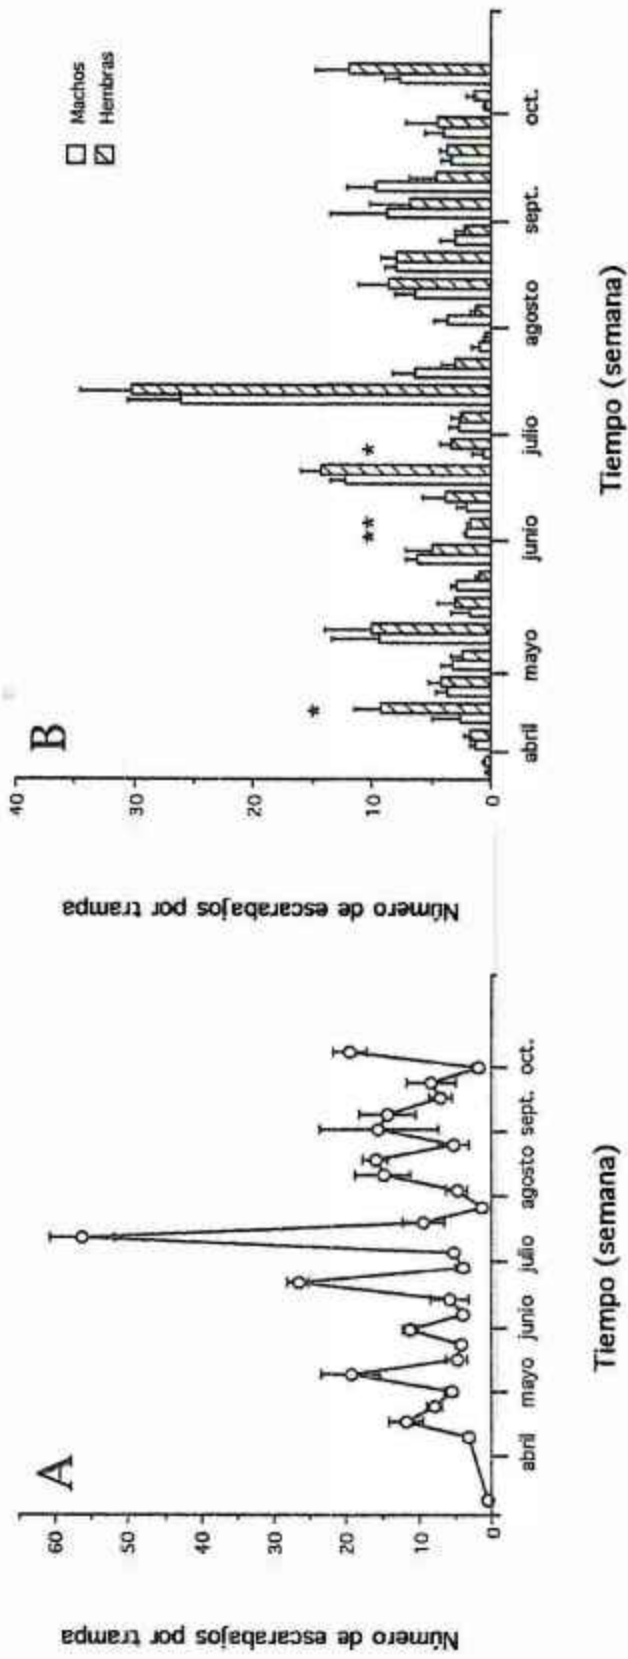 A
Número de escarabajos por trampa
60
50
40
30
20
10
0
abril mayo junio julio agosto sept. oct.
Tiempo (semana)
B
Machos
Hembras
Número de escarabajos por trampa
40
30
20
10
0
* ** *
abril mayo junio julio agosto sept. oct.
Tiempo (semana)